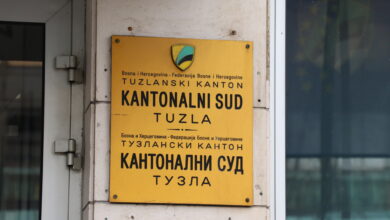 Bosna i Hercegovina - Federacija Bosne i Hercegovine
TUZLANSKI KANTON
KANTONALNI SUD
TUZLA
Босна и Херцеговина - Федерација Босне и Херцеговине
ТУЗЛАНСКИ КАНТОН
КАНТОНАЛНИ СУД
ТУЗЛА